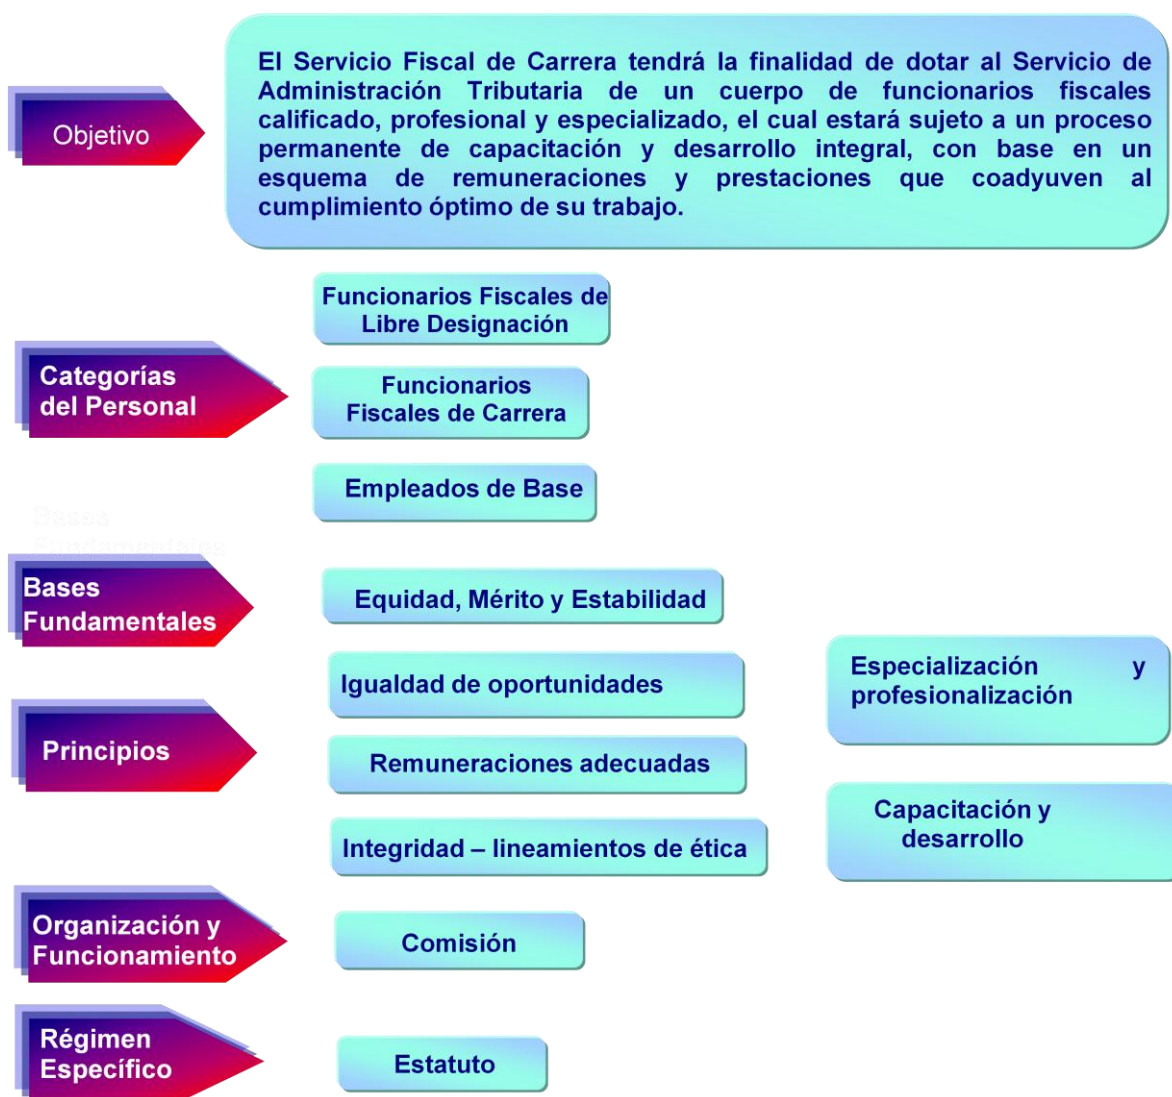 Objetivo
El Servicio Fiscal de Carrera tendrá la finalidad de dotar al Servicio de
Administración Tributaria de un cuerpo de funcionarios fiscales
calificado, profesional y especializado, el cual estará sujeto a un proceso
permanente de capacitación y desarrollo integral, con base en un
esquema de remuneraciones y prestaciones que coadyuven al
cumplimiento óptimo de su trabajo.
Categorías
del Personal
Funcionarios Fiscales de
Libre Designación
Funcionarios
Fiscales de Carrera
Empleados de Base
Bases
Fundamentales
Bases
Fundamentales
Equidad, Mérito y Estabilidad
Principios
Igualdad de oportunidades
Remuneraciones adecuadas
Integridad – lineamientos de ética
Especialización y
profesionalización
Capacitación y
desarrollo
Organización y
Funcionamiento
Comisión
Régimen
Específico
Estatuto